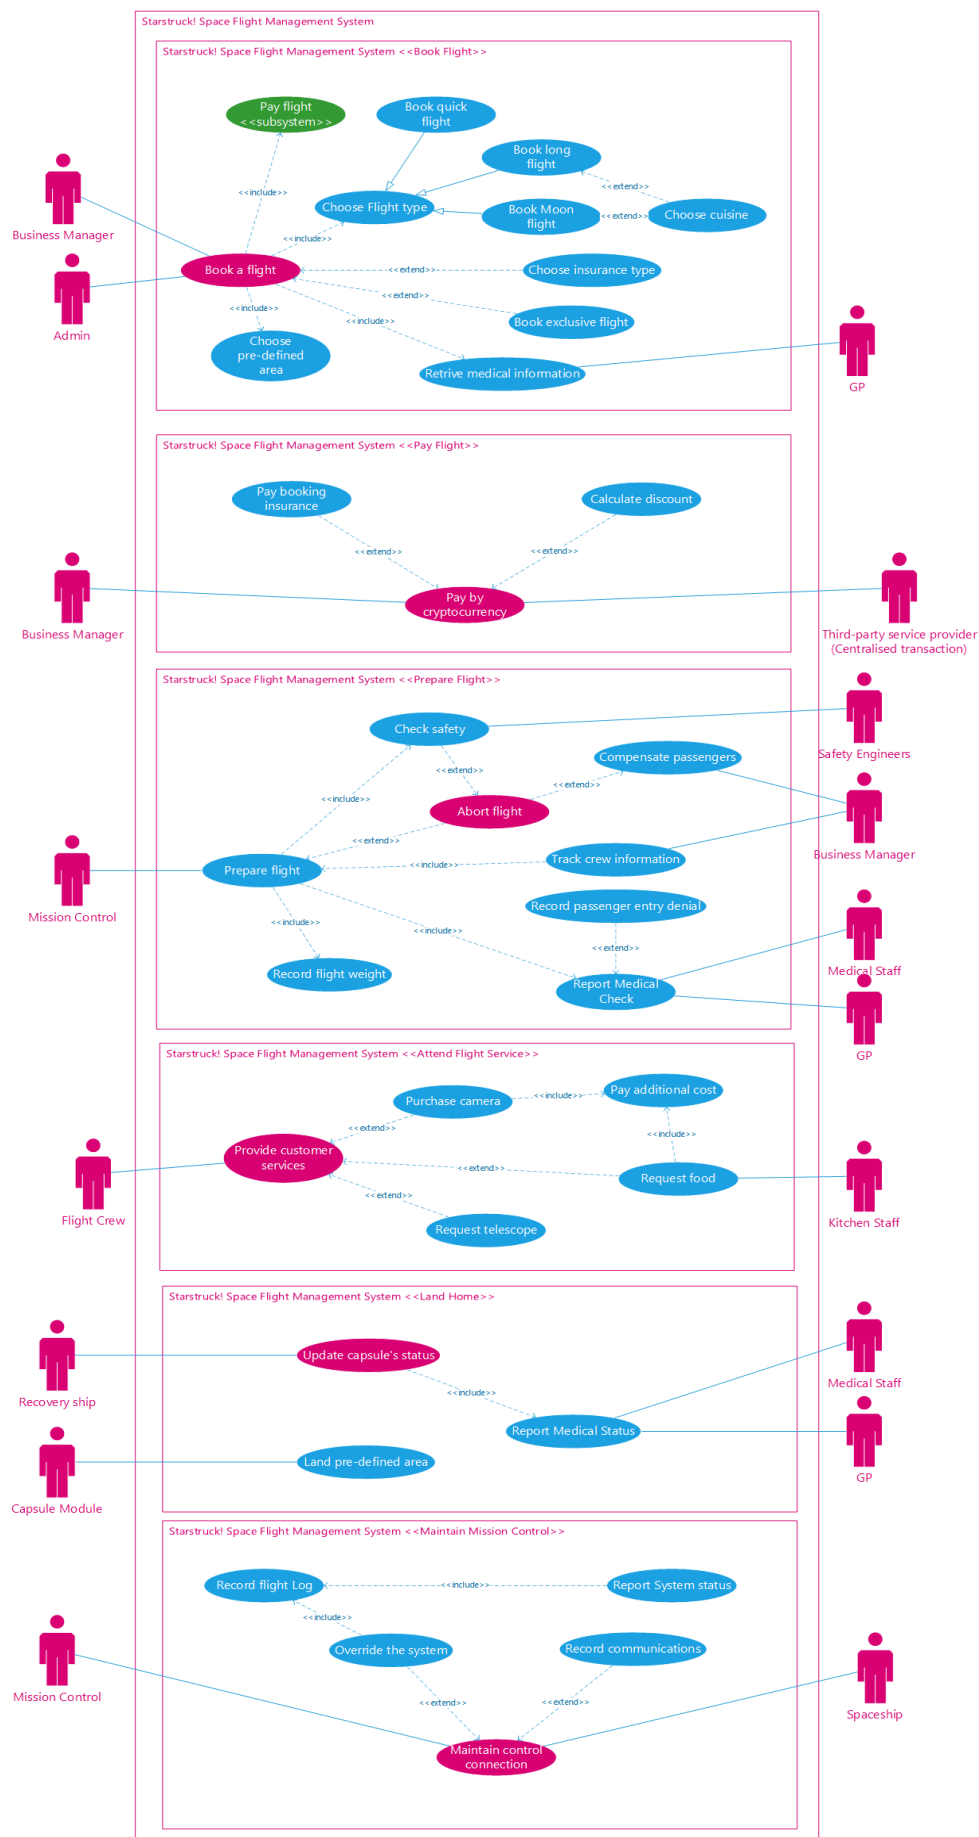 Starstruck! Space Flight Management System
Starstruck! Space Flight Management System <<Book Flight>>
Pay flight
<<subsystem>>
Book quick
flight
Book long
flight
<<extend>>
<<include>>
Choose Flight type
Book Moon
flight
<<extend>>
Choose cuisine
Business Manager
<<include>>
Book a flight
<<extend>>
Choose insurance type
<<extend>>
<<include>>
<<include>>
Book exclusive flight
Admin
Choose
pre-defined
area
Retrive medical information
GP
Starstruck! Space Flight Management System <<Pay Flight>>
Pay booking
insurance
Calculate discount
<<extend>>
<<extend>>
Pay by
cryptocurrency
Business Manager
Third-party service provider
(Centralised transaction)
Starstruck! Space Flight Management System <<Prepare Flight>>
Check safety
Safety Engineers
Compensate passengers
<<extend>>
<<extend>>
<<include>>
Abort flight
<<extend>>
Business Manager
Track crew information
<<include>>
Prepare flight
Record passenger entry denial
Mission Control
<<include>>
<<include>>
<<extend>>
Record flight weight
Medical Staff
Report Medical
Check
GP
Starstruck! Space Flight Management System <<Attend Flight Service>>
Purchase camera
<<include>>
Pay additional cost
<<extend>>
<<include>>
Provide customer
services
<<extend>>
Request food
<<extend>>
Flight Crew
Request telescope
Kitchen Staff
Starstruck! Space Flight Management System <<Land Home>>
Update capsule's status
Medical Staff
<<include>>
Recovery ship
Report Medical Status
Land pre-defined area
GP
Capsule Module
Starstruck! Space Flight Management System <<Maintain Mission Control>>
Record flight Log
<<include>>
Report System status
<<include>>
Override the system
Record communications
Mission Control
<<extend>>
<<extend>>
Spaceship
Maintain control
connection